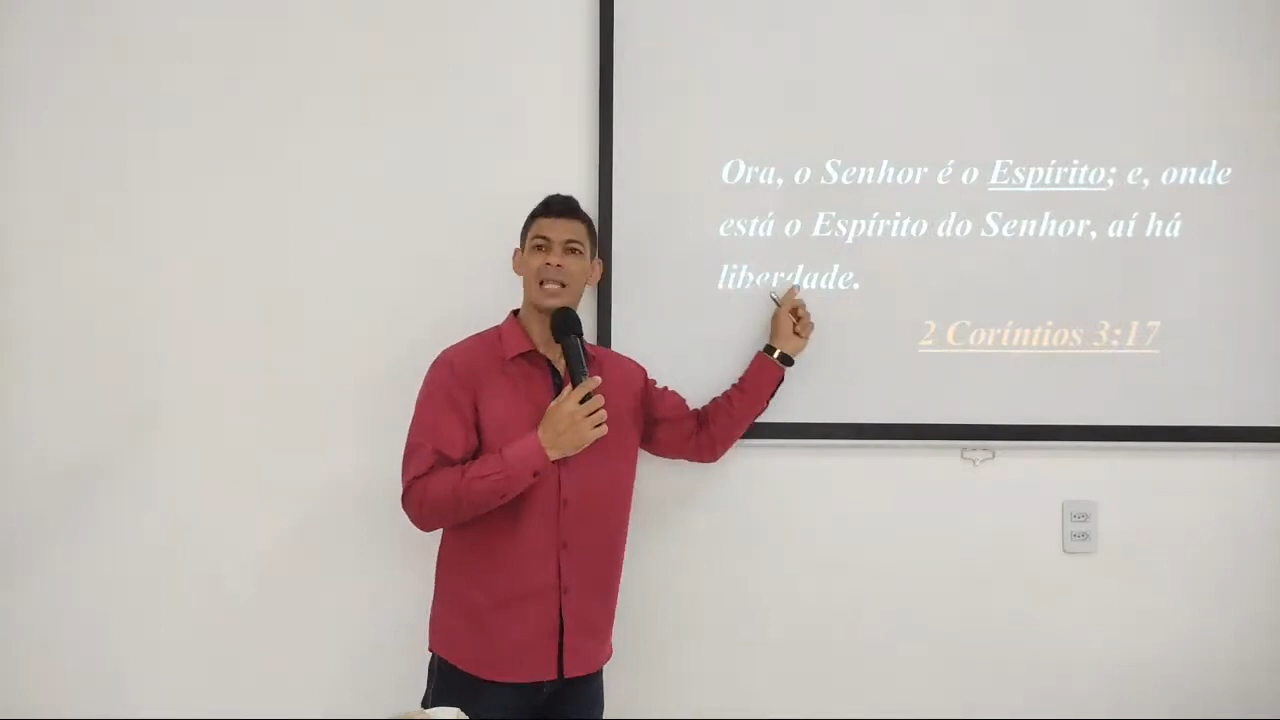 Ora, o Senhor é o Espírito; e, onde
está o Espírito do Senhor, aí há
liberdade.
2 Coríntios 3:17